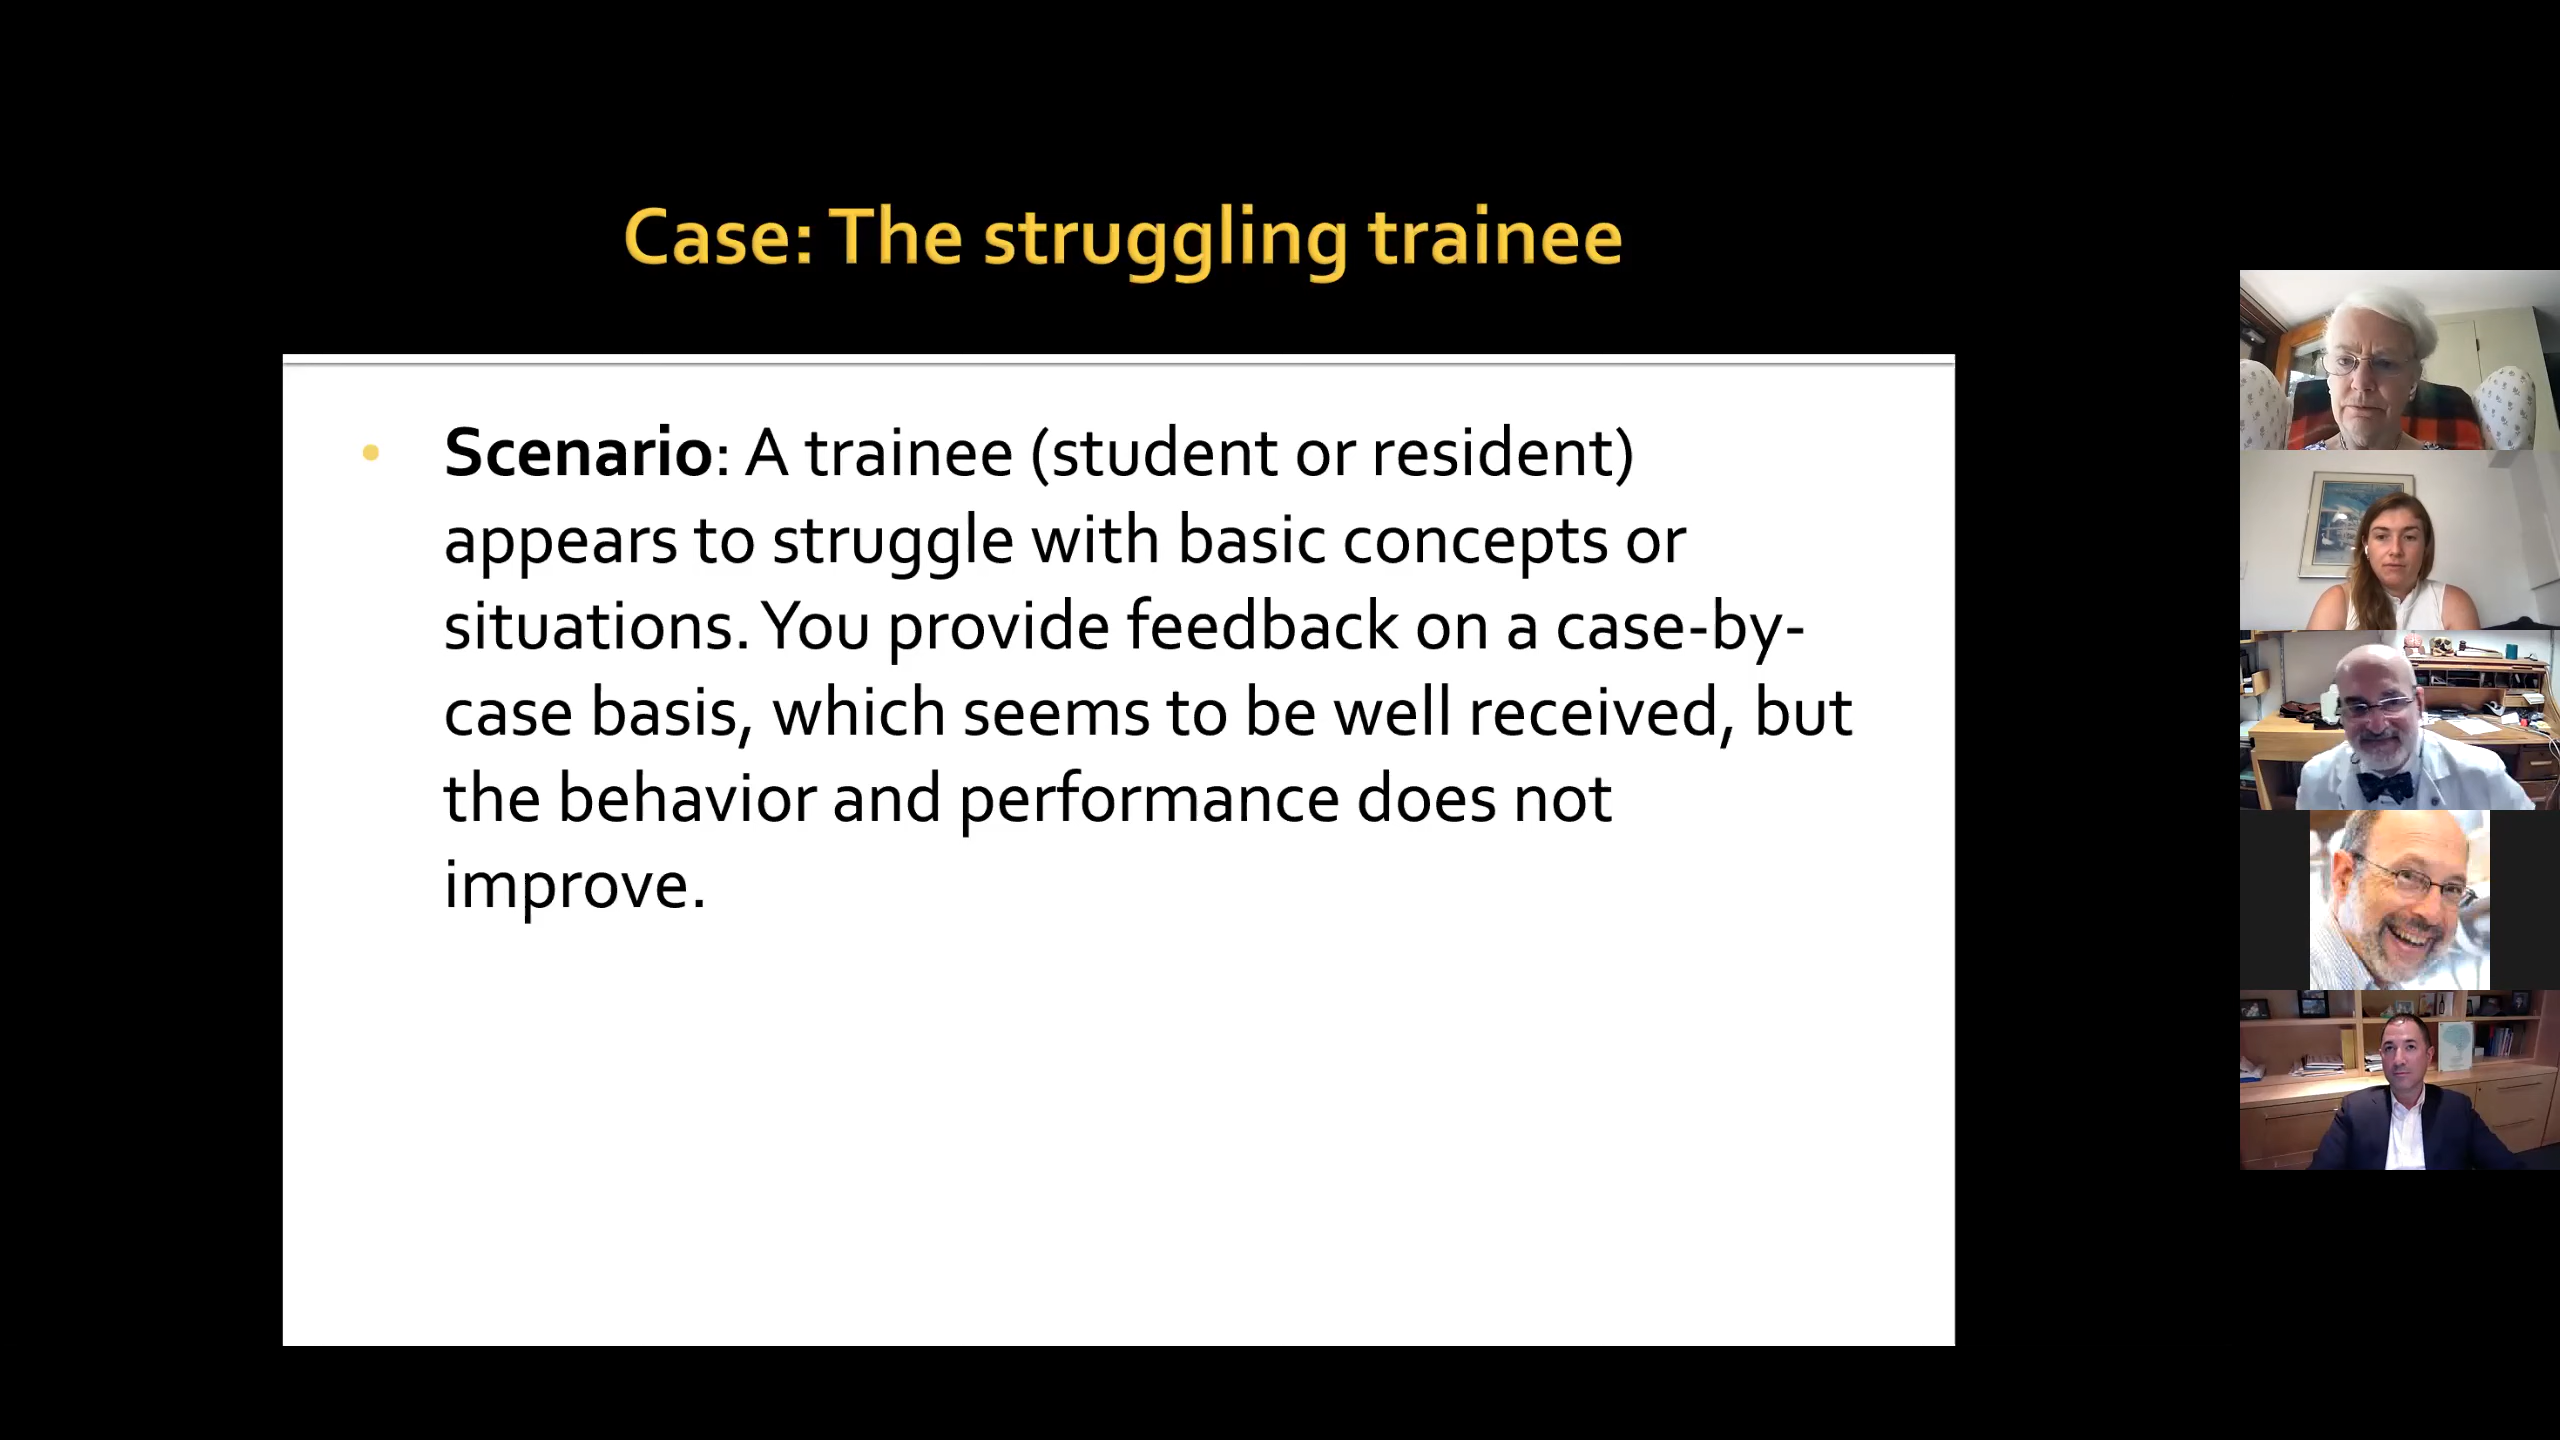 Case: The struggling trainee
Scenario: A trainee (student or resident)
appears to struggle with basic concepts or
situations. You provide feedback on a case-by-
case basis, which seems to be well received, but
the behavior and performance does not
improve.